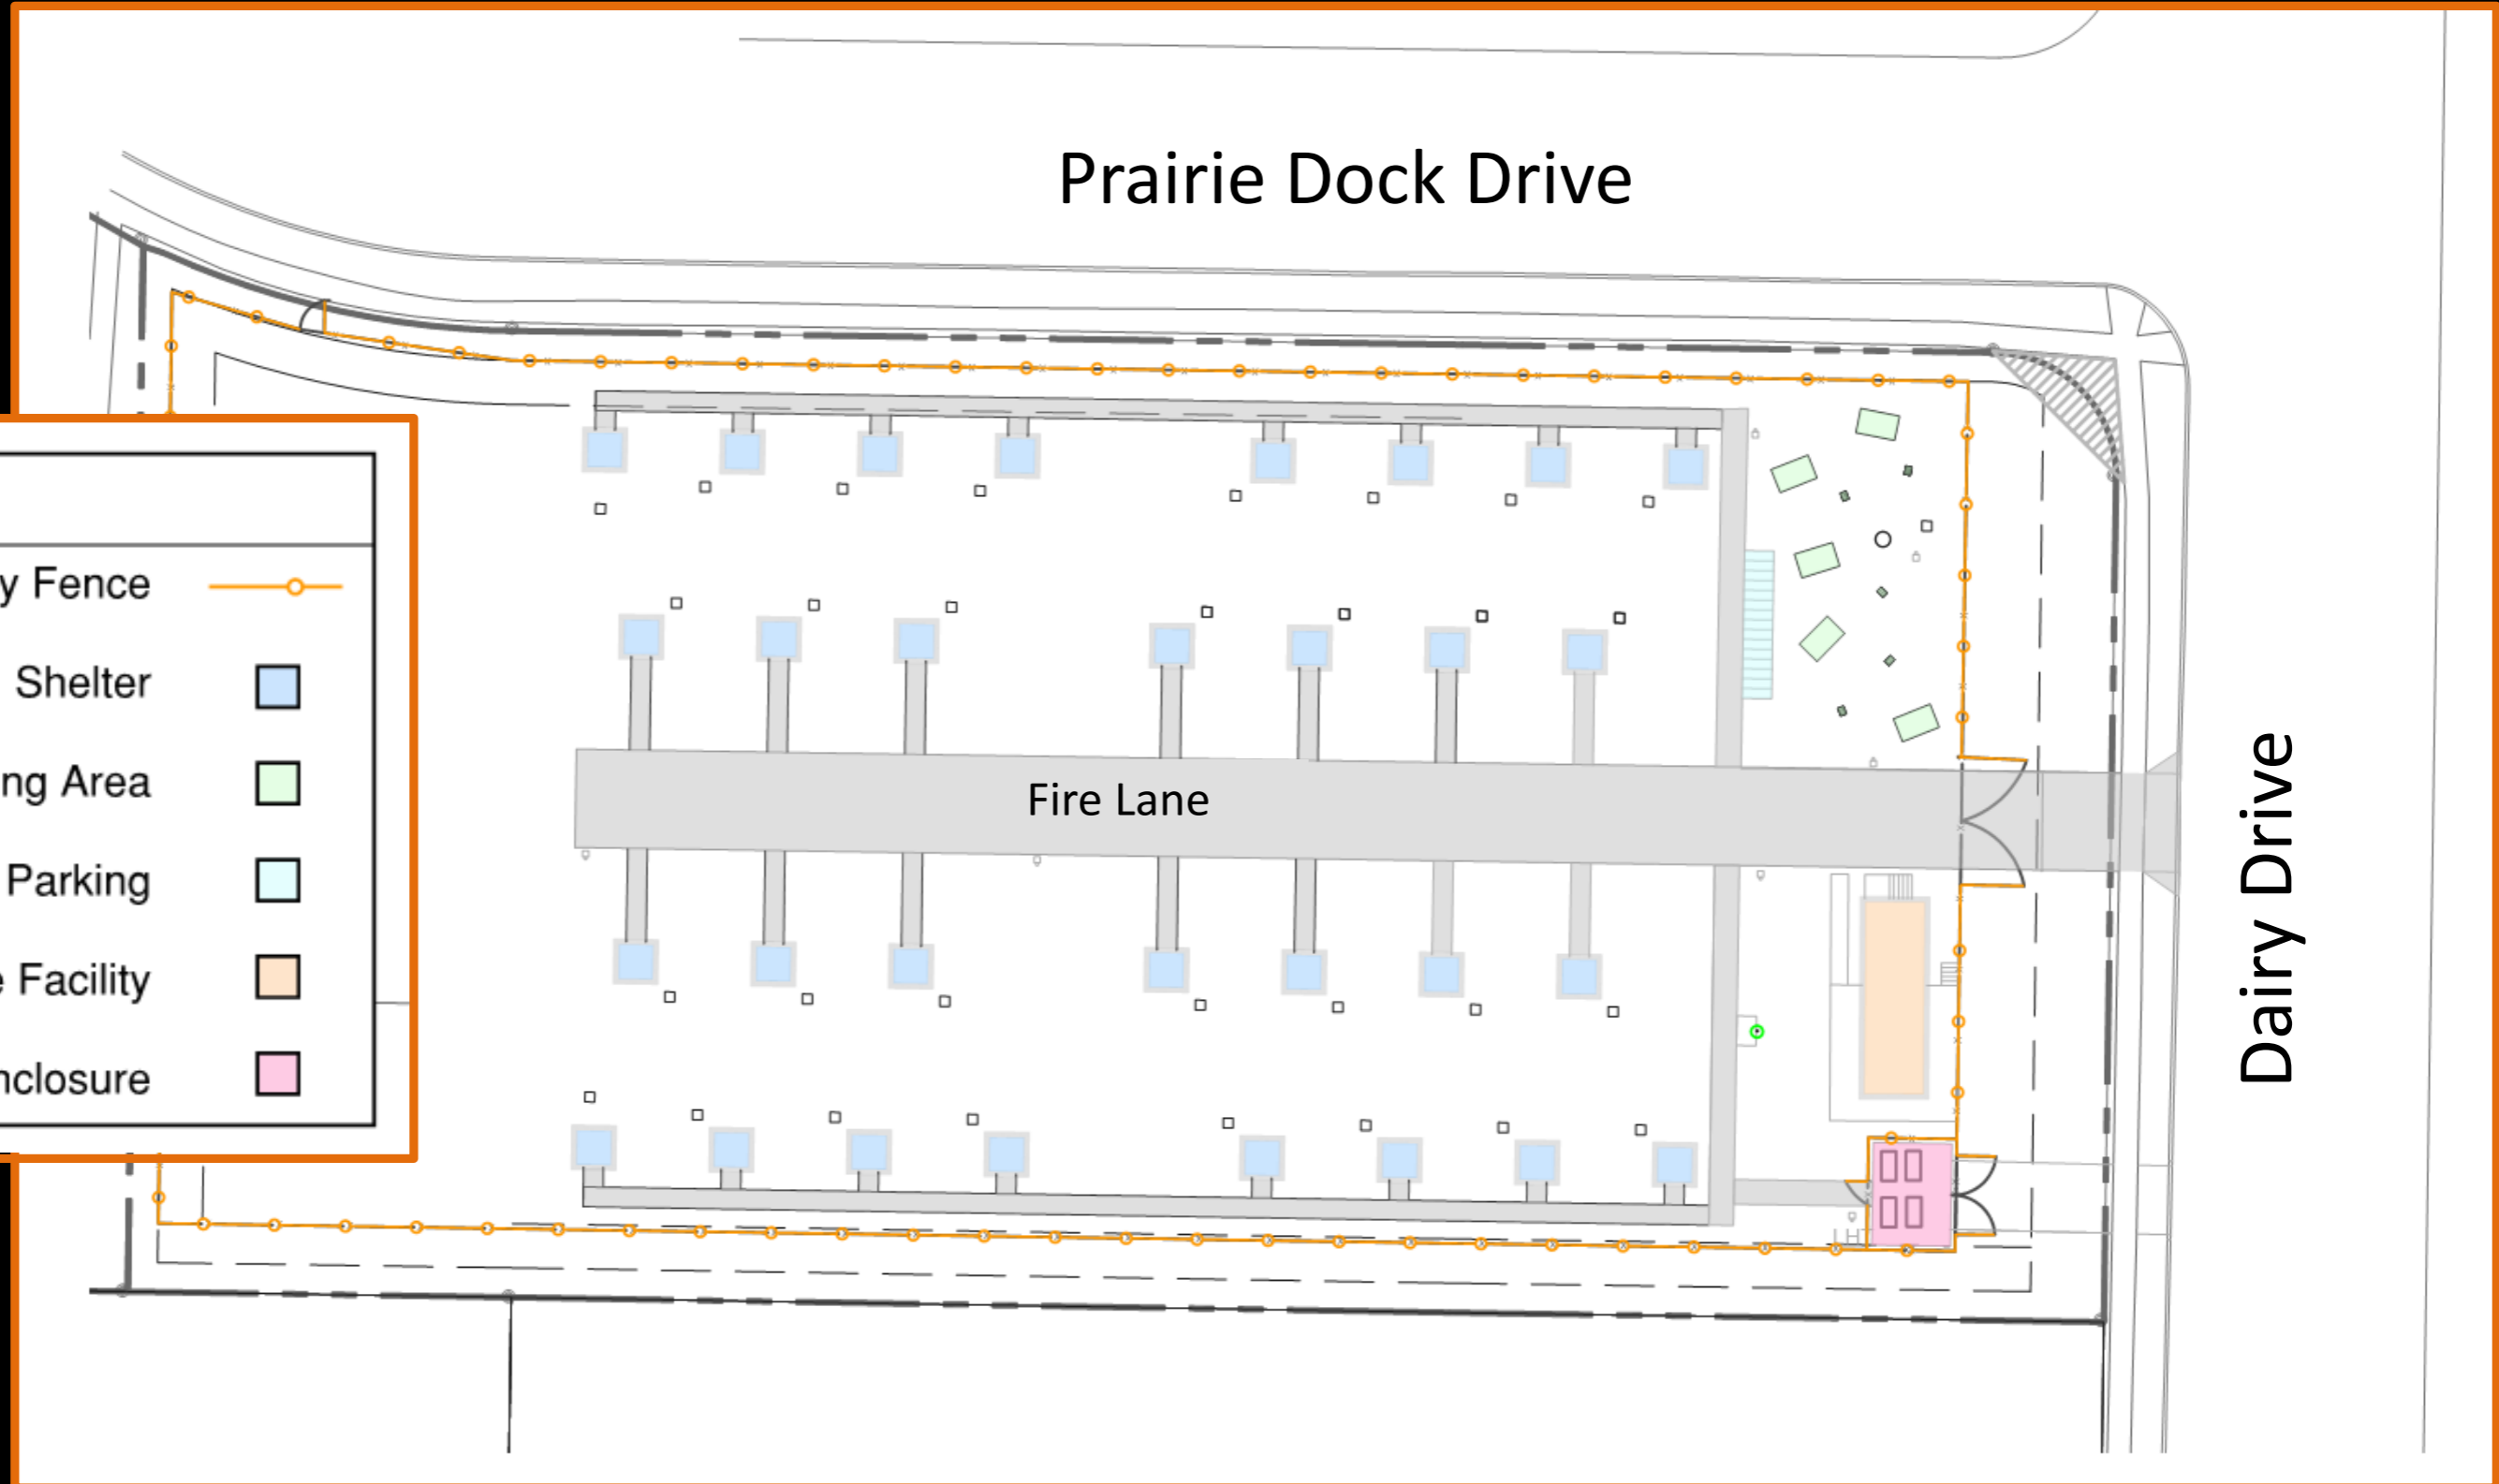 Prairie Dock Drive
y Fence
Shelter
ng Area
Parking
e Facility
nclosure
Fire Lane
Dairy Drive